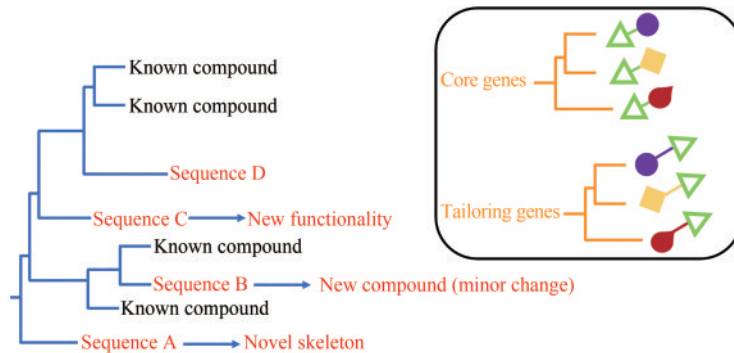 Known compound
Known compound
Sequence D
Sequence C New functionality
Known compound
Sequence B New compound (minor change)
Known compound
Sequence A Novel skeleton
Core genes
Tailoring genes